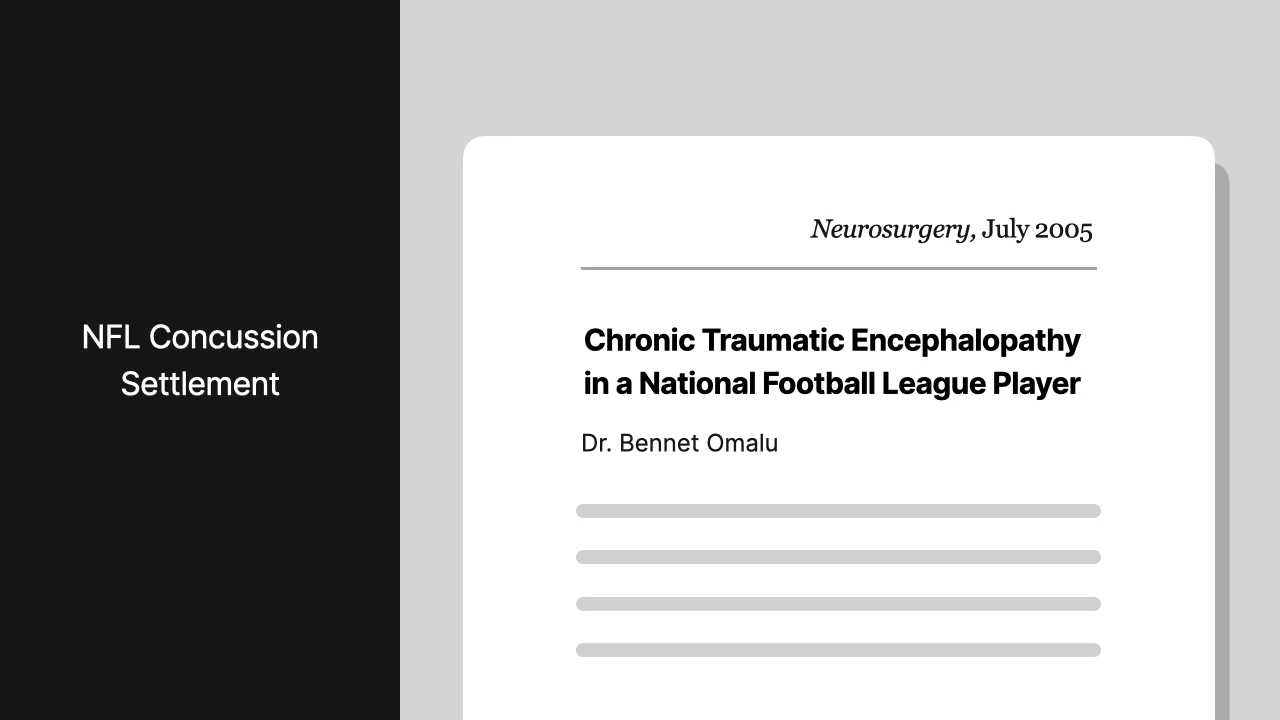 NFL Concussion
Settlement
Neurosurgery, July 2005
Chronic Traumatic Encephalopathy
in a National Football League Player
Dr. Bennet Omalu